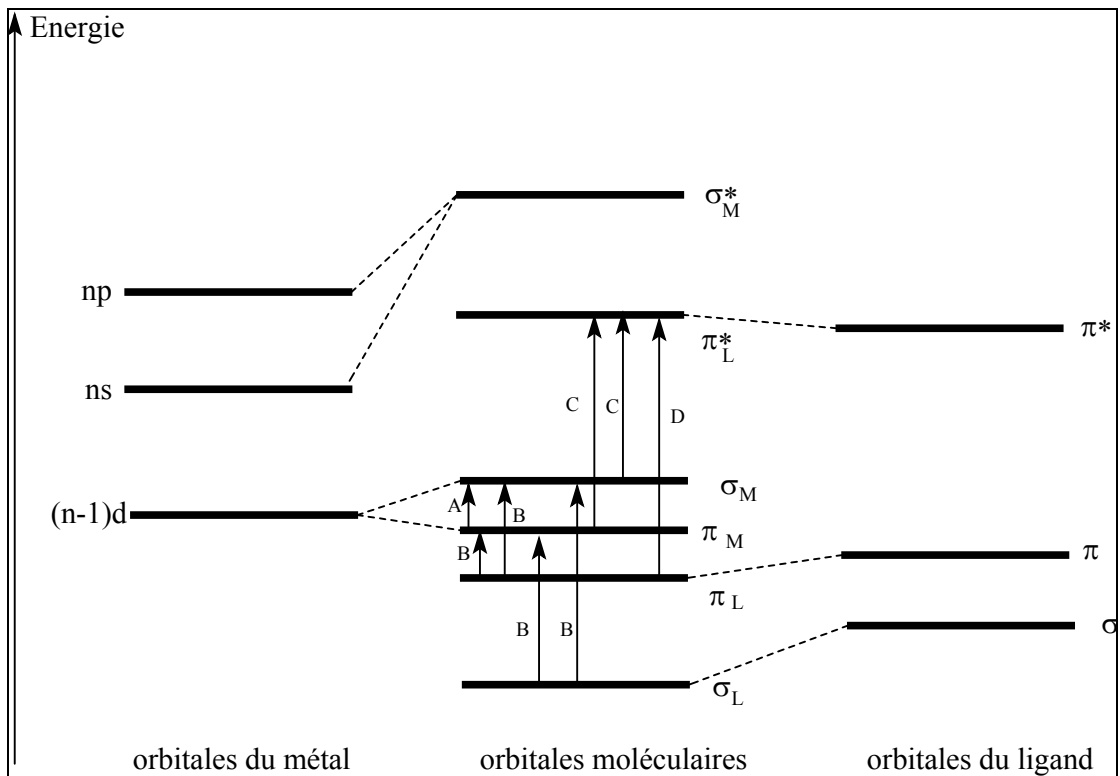 Energie
σ*M
np
π*
π*L
ns
C
C
D
σM
(n-1)d
A
B
πM
B
π
πL
B
B
σ
σL
orbitales du métal
orbitales moléculaires
orbitales du ligand